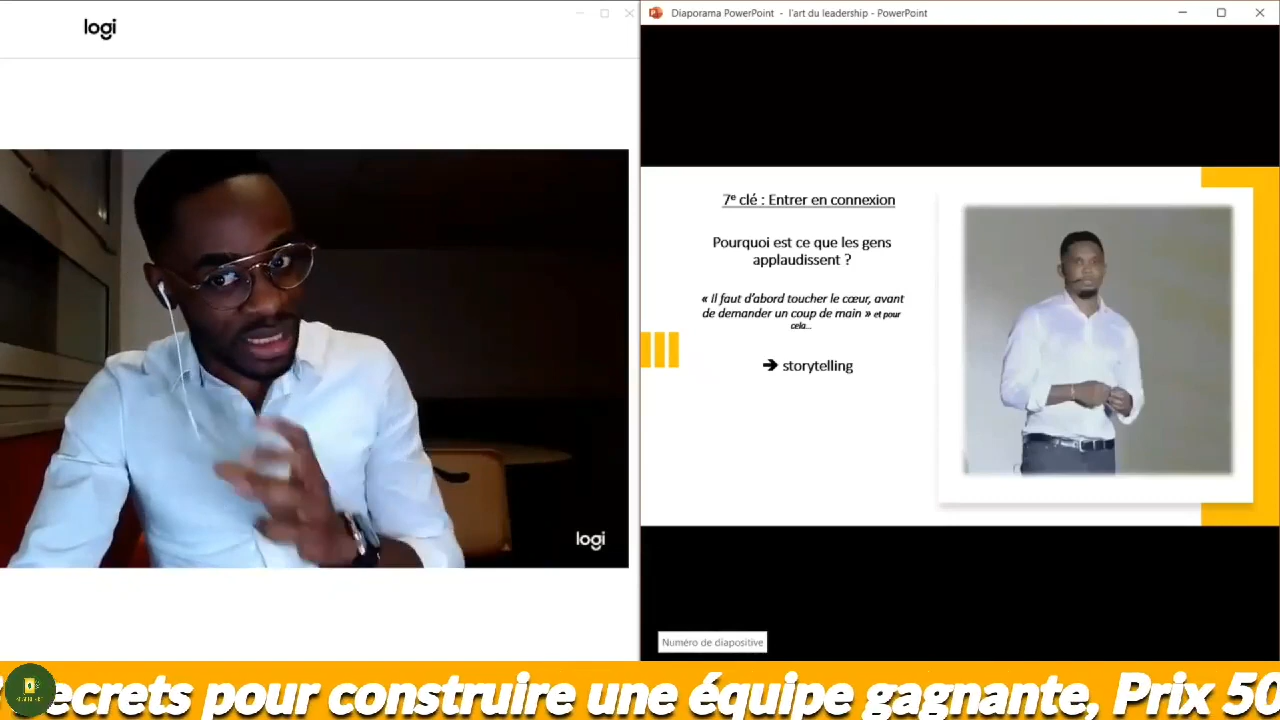 logi
Diaporama PowerPoint - l'art du leadership - PowerPoint
7e clé : Entrer en connexion
Pourquoi est ce que les gens
applaudissent ?
« Il faut d'abord toucher le cœur, avant
de demander un coup de main » et pour
cela...
➔ storytelling
logi
Numéro de diapositive
ecrets pour construire une équipe gagnante, Prix 50